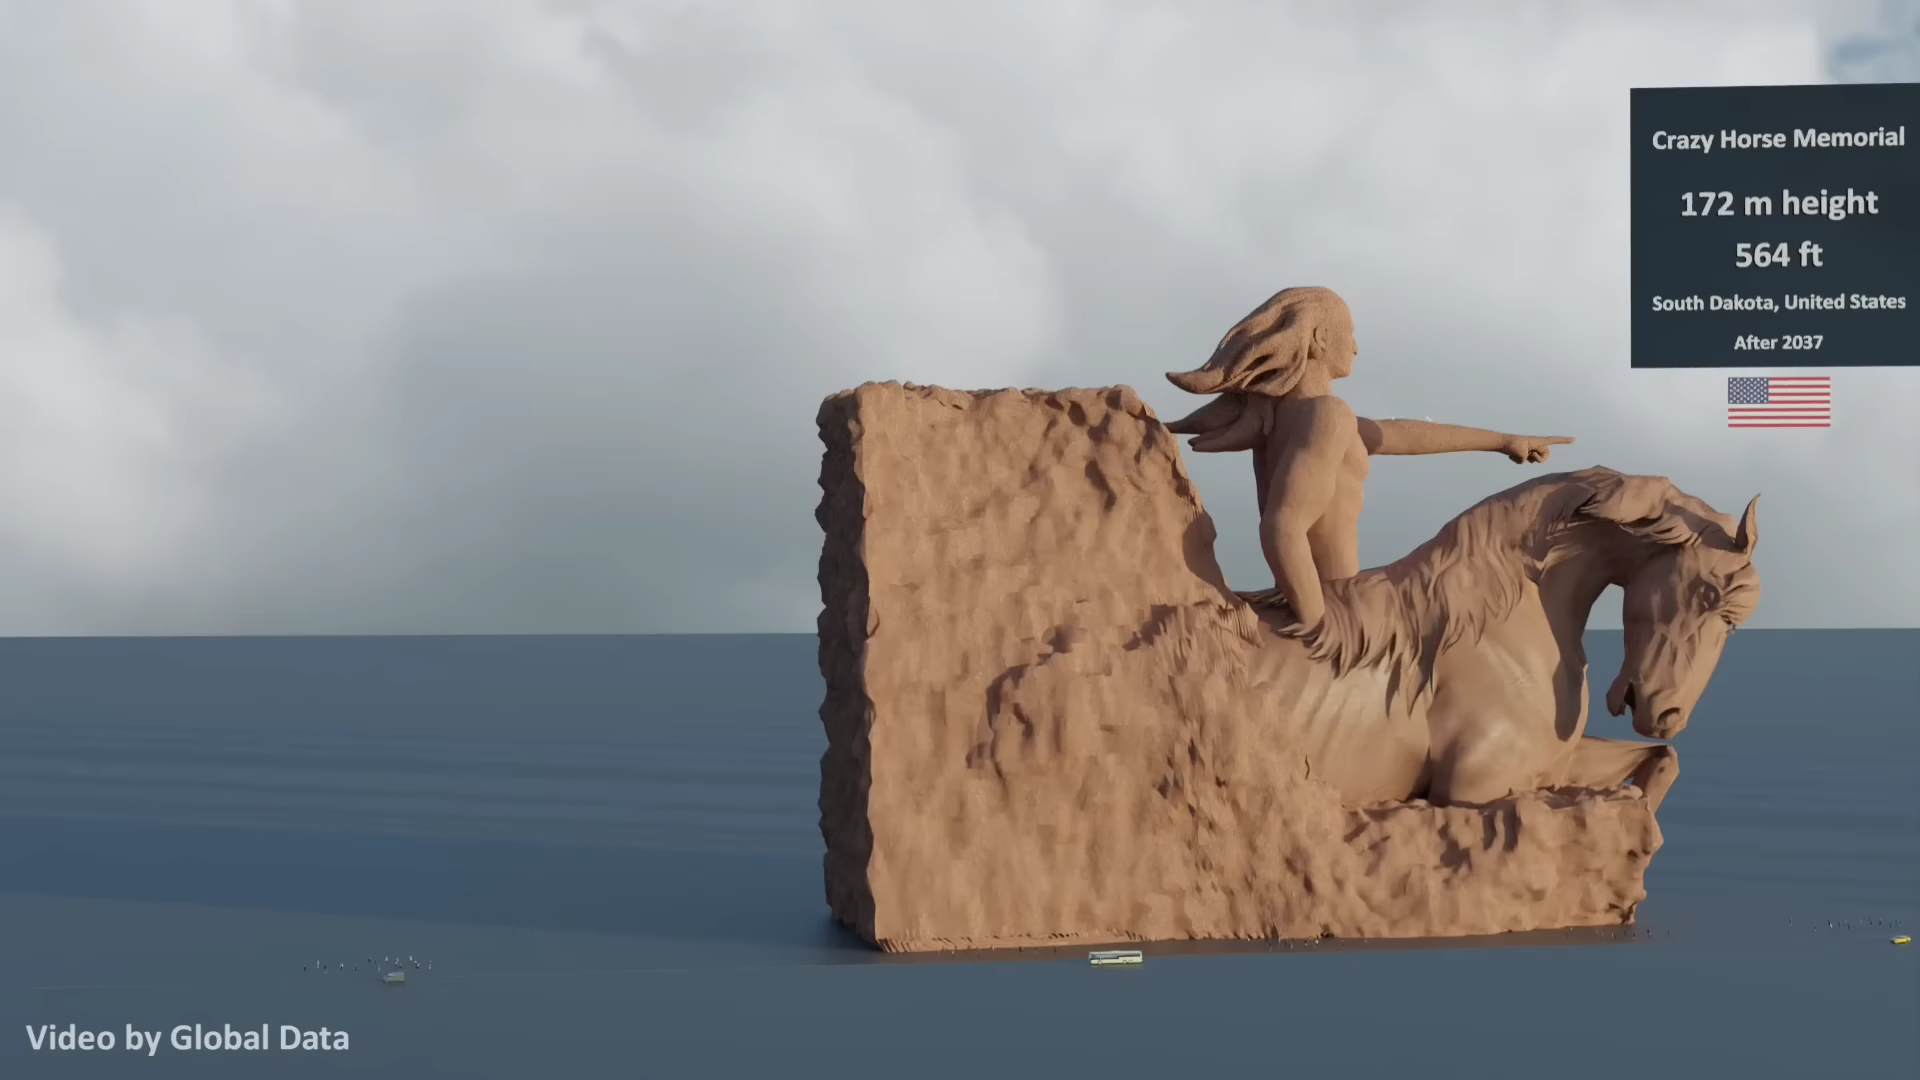 Crazy Horse Memorial
172 m height
564 ft
South Dakota, United States
After 2037
Video by Global Data